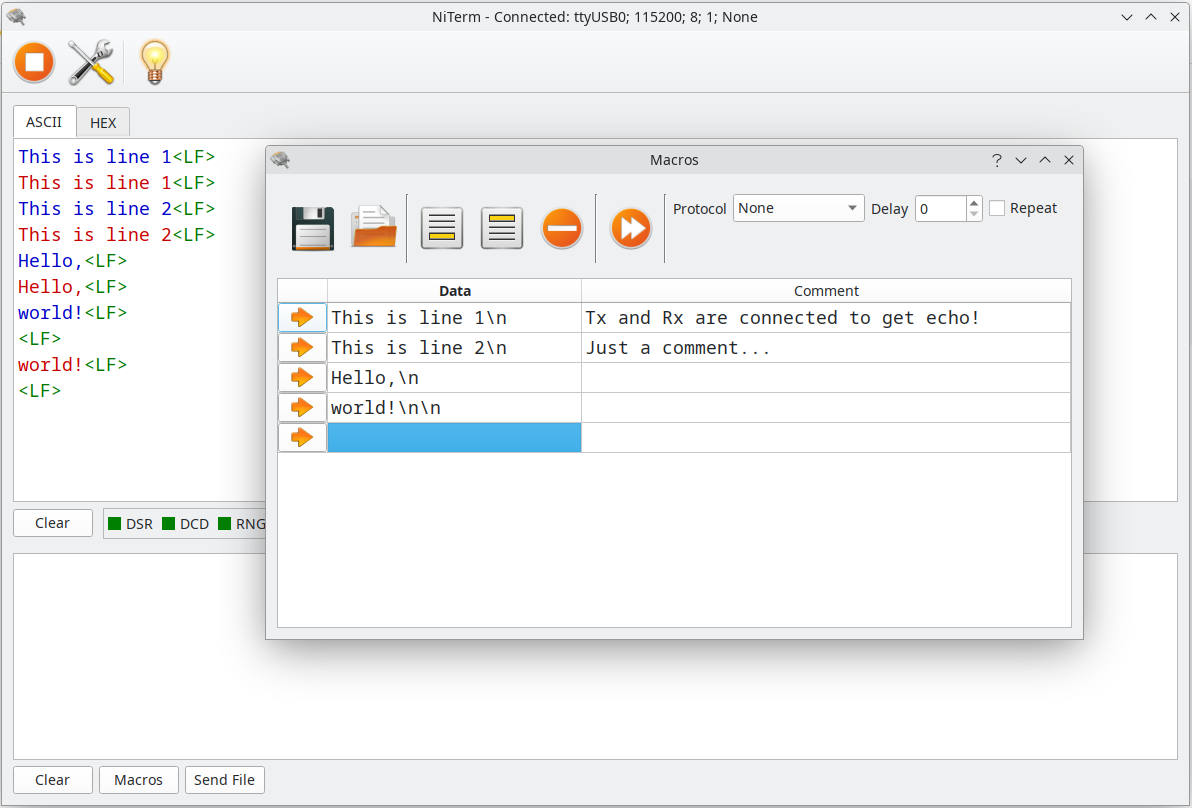 NiTerm - Connected: ttyUSB0; 115200; 8; 1; None
ASCII HEX
This is line 1<LF>
This is line 1<LF>
This is line 2<LF>
This is line 2<LF>
Hello,<LF>
Hello,<LF>
world!<LF>
<LF>
world!<LF>
<LF>
Clear DSR DCD RNG
Macros
Protocol None Delay 0 Repeat
Data Comment
This is line 1\n Tx and Rx are connected to get echo!
This is line 2\n Just a comment...
Hello,\n
world!\n\n
Clear Macros Send File